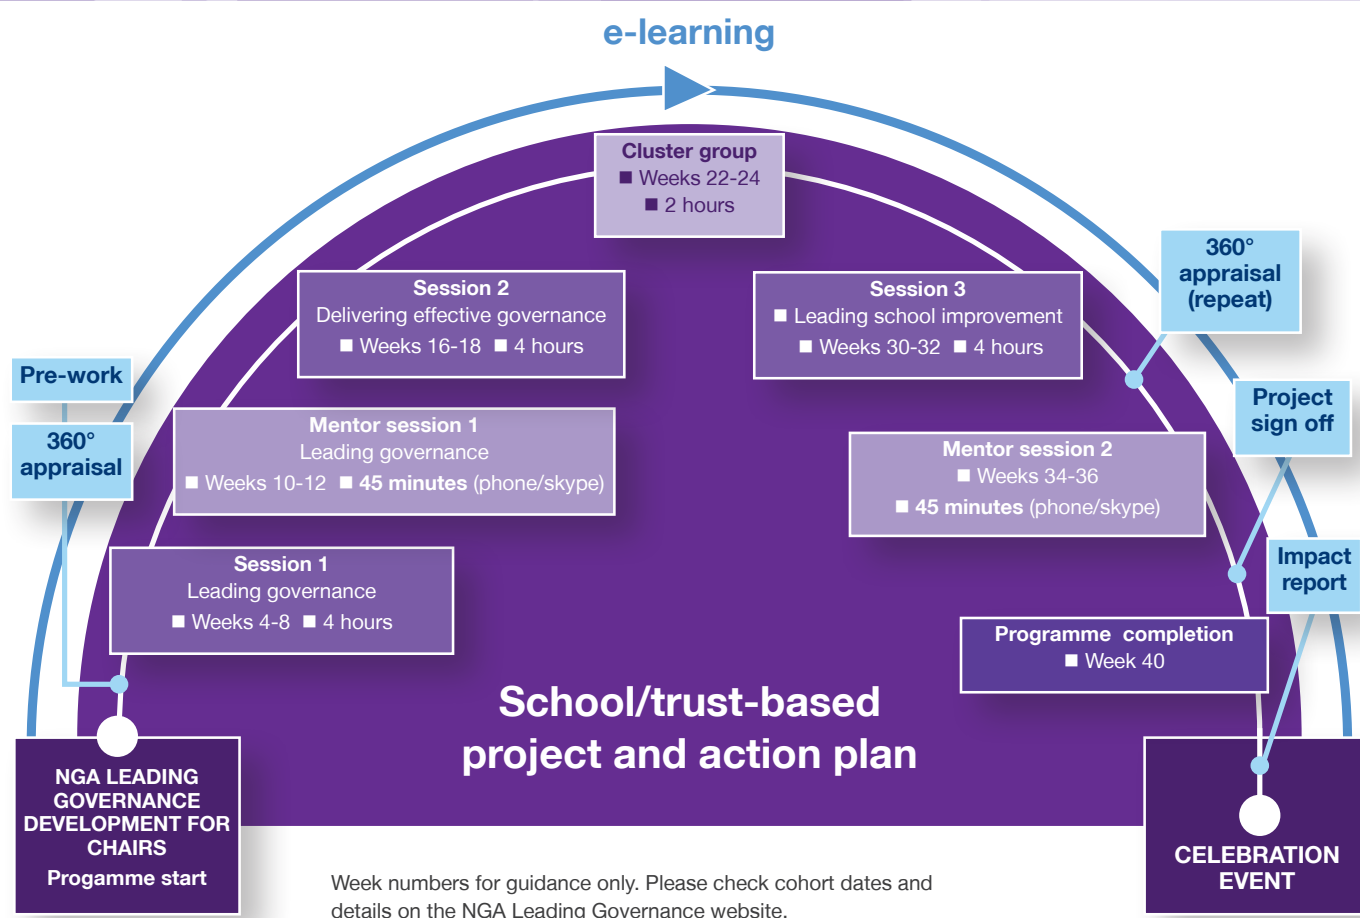 e-learning
Cluster group
■ Weeks 22-24
■ 2 hours
Session 2
Delivering effective governance
■ Weeks 16-18 ■ 4 hours
Session 3
■ Leading school improvement
■ Weeks 30-32 ■ 4 hours
360°
appraisal
(repeat)
Pre-work
360°
appraisal
Mentor session 1
Leading governance
■ Weeks 10-12 ■ 45 minutes (phone/skype)
Mentor session 2
■ Weeks 34-36
■ 45 minutes (phone/skype)
Project
sign off
Session 1
Leading governance
■ Weeks 4-8 ■ 4 hours
Impact
report
Programme completion
■ Week 40
School/trust-based
project and action plan
NGA LEADING
GOVERNANCE
DEVELOPMENT FOR
CHAIRS
Progamme start
CELEBRATION
EVENT
Week numbers for guidance only. Please check cohort dates and
details on the NGA Leading Governance website.